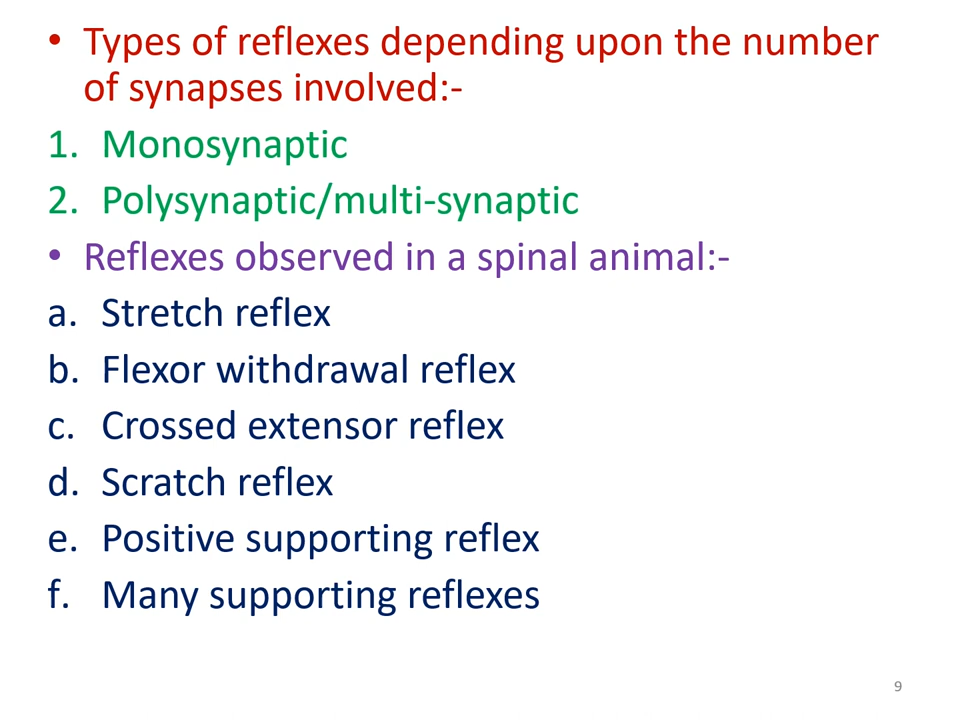 • Types of reflexes depending upon the number
of synapses involved:-
1. Monosynaptic
2. Polysynaptic/multi-synaptic
• Reflexes observed in a spinal animal:-
a. Stretch reflex
b. Flexor withdrawal reflex
c. Crossed extensor reflex
d. Scratch reflex
e. Positive supporting reflex
f. Many supporting reflexes
9